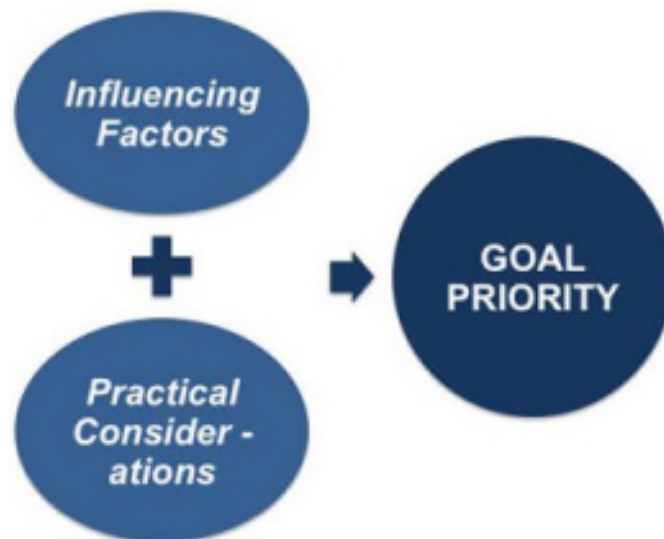 Influencing
Factors
GOAL
PRIORITY
Practical
Consider -
ations